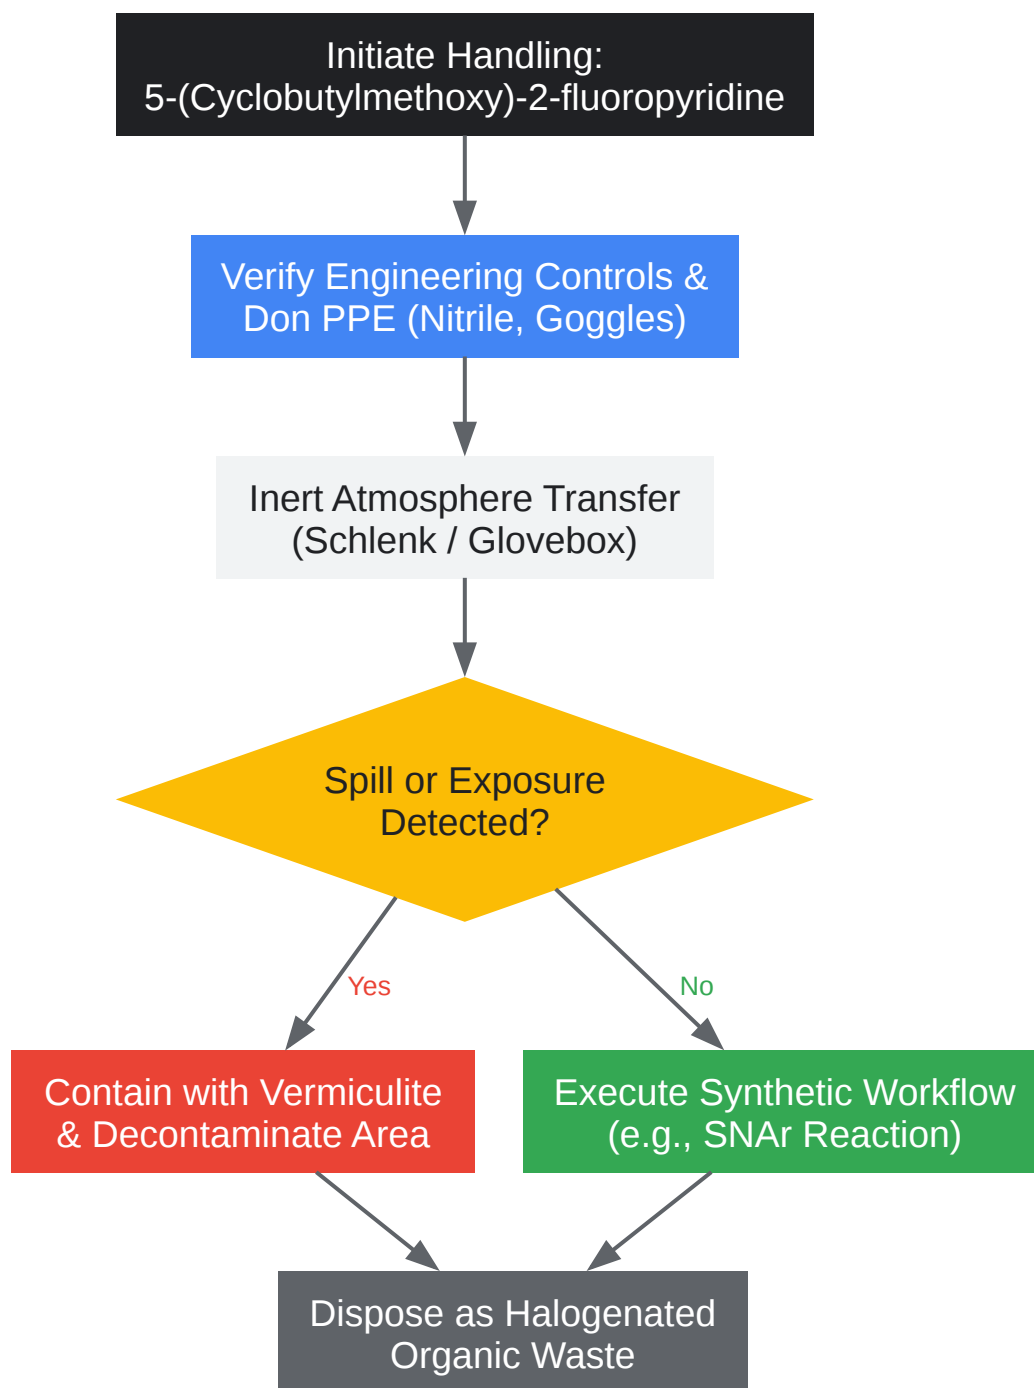 Initiate Handling:
5-(Cyclobutylmethoxy)-2-fluoropyridine
Verify Engineering Controls &
Don PPE (Nitrile, Goggles)
Inert Atmosphere Transfer
(Schlenk / Glovebox)
Spill or Exposure
Detected?
Yes
No
Contain with Vermiculite
& Decontaminate Area
Execute Synthetic Workflow
(e.g., SNAr Reaction)
Dispose as Halogenated
Organic Waste